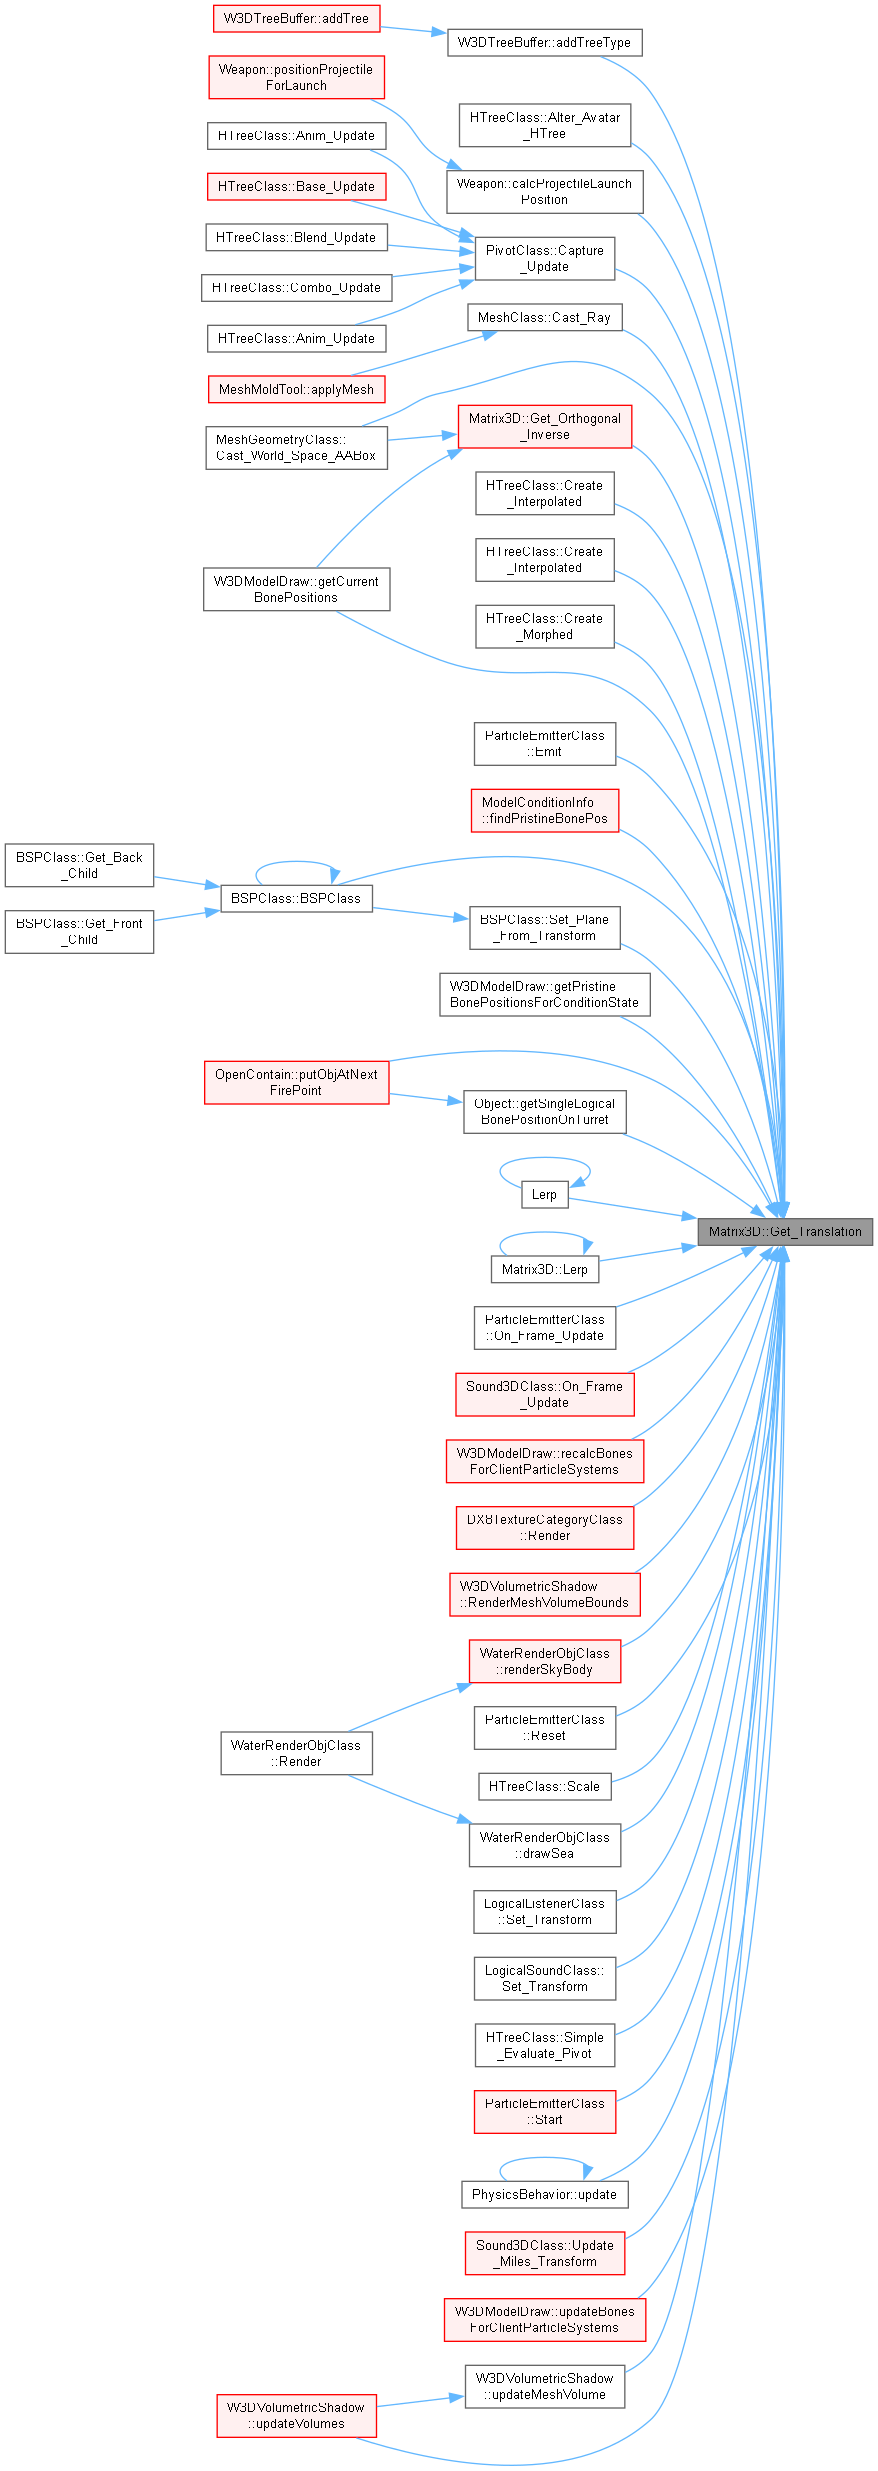 W3DTreeBuffer::addTree
W3DTreeBuffer::addTreeType
Weapon::positionProjectile
ForLaunch
HTreeClass::Alter_Avatar
_HTree
HTreeClass::Anim_Update
Weapon::calcProjectileLaunch
Position
HTreeClass::Base_Update
HTreeClass::Blend_Update
PivotClass::Capture
_Update
HTreeClass::Combo_Update
MeshClass::Cast_Ray
HTreeClass::Anim_Update
MeshMoldTool::applyMesh
Matrix3D::Get_Orthogonal
_Inverse
MeshGeometryClass::
Cast_World_Space_AABox
HTreeClass::Create
_Interpolated
HTreeClass::Create
_Interpolated
W3DModelDraw::getCurrent
BonePositions
HTreeClass::Create
_Morphed
ParticleEmitterClass
::Emit
ModelConditionInfo
::findPristineBonePos
BSPClass::Get_Back
_Child
BSPClass::BSPClass
BSPClass::Get_Front
_Child
BSPClass::Set_Plane
_From_Transform
W3DModelDraw::getPristine
BonePositionsForConditionState
OpenContain::putObjAtNext
FirePoint
Object::getSingleLogical
BonePositionOnTurret
Lerp
Matrix3D::Get_Translation
Matrix3D::Lerp
ParticleEmitterClass
::On_Frame_Update
Sound3DClass::On_Frame
_Update
W3DModelDraw::recalcBones
ForClientParticleSystems
DX8TextureCategoryClass
::Render
W3DVolumetricShadow
::RenderMeshVolumeBounds
WaterRenderObjClass
::renderSkyBody
ParticleEmitterClass
::Reset
WaterRenderObjClass
::Render
HTreeClass::Scale
WaterRenderObjClass
::drawSea
LogicalListenerClass
::Set_Transform
LogicalSoundClass::
Set_Transform
HTreeClass::Simple
_Evaluate_Pivot
ParticleEmitterClass
::Start
PhysicsBehavior::update
Sound3DClass::Update
_Miles_Transform
W3DModelDraw::updateBones
ForClientParticleSystems
W3DVolumetricShadow
::updateMeshVolume
W3DVolumetricShadow
::updateVolumes